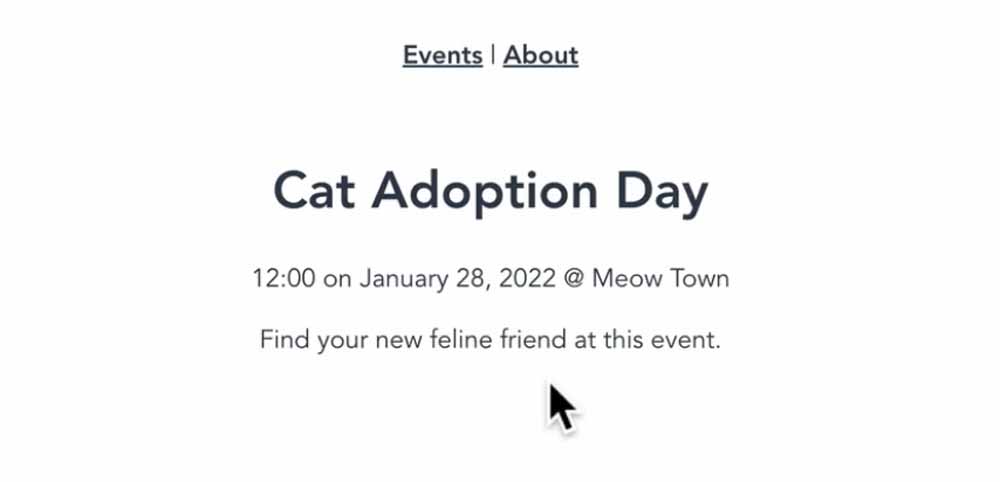 Events | About
Cat Adoption Day
12:00 on January 28, 2022 @ Meow Town
Find your new feline friend at this event.